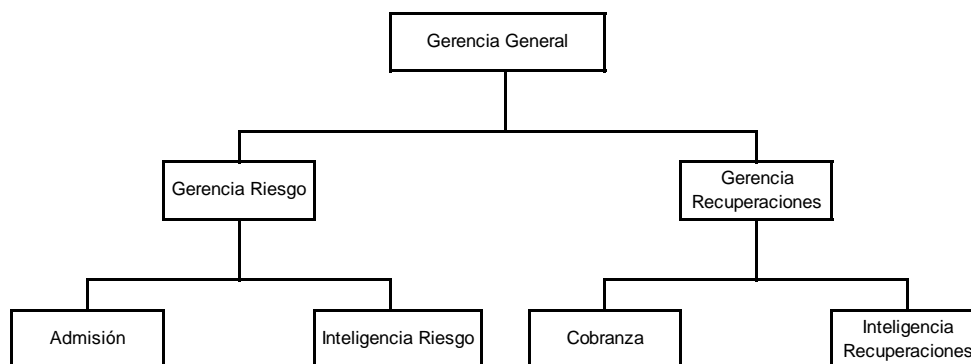 Gerencia General
Gerencia Riesgo
Gerencia
Recuperaciones
Admisión
Inteligencia Riesgo
Cobranza
Inteligencia
Recuperaciones